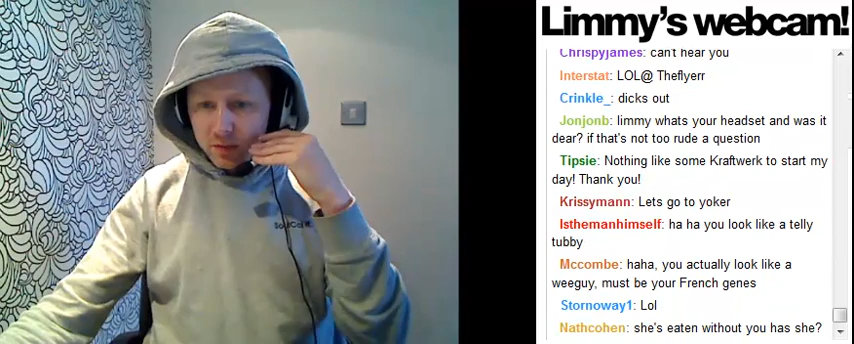 Limmy's webcam!
Chrispyjames: can't hear you
Interstat: LOL@ Theflyerr
Crinkle_: dicks out
Jonjonb: limmy whats your headset and was it
dear? if that's not too rude a question
Tipsie: Nothing like some Kraftwerk to start my
day! Thank you!
Krissymann: Lets go to yoker
Isthemanhimself: ha ha you look like a telly
tubby
Mccombe: haha, you actually look like a
weeguy, must be your French genes
Stornoway1: Lol
Nathcohen: she's eaten without you has she?